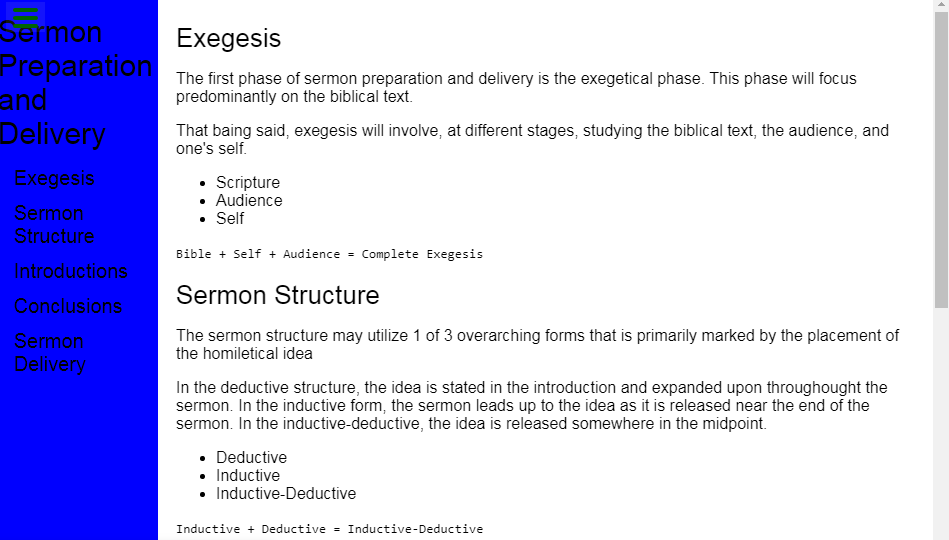 Sermon
Preparation
and
Delivery
Exegesis
Sermon
Structure
Introductions
Conclusions
Sermon
Delivery
Exegesis
The first phase of sermon preparation and delivery is the exegetical phase. This phase will focus
predominantly on the biblical text.
That baing said, exegesis will involve, at different stages, studying the biblical text, the audience, and
one's self.
• Scripture
• Audience
• Self
Bible + Self + Audience = Complete Exegesis
Sermon Structure
The sermon structure may utilize 1 of 3 overarching forms that is primarily marked by the placement of
the homiletical idea
In the deductive structure, the idea is stated in the introduction and expanded upon throughought the
sermon. In the inductive form, the sermon leads up to the idea as it is released near the end of the
sermon. In the inductive-deductive, the idea is released somewhere in the midpoint.
• Deductive
• Inductive
• Inductive-Deductive
Inductive + Deductive = Inductive-Deductive